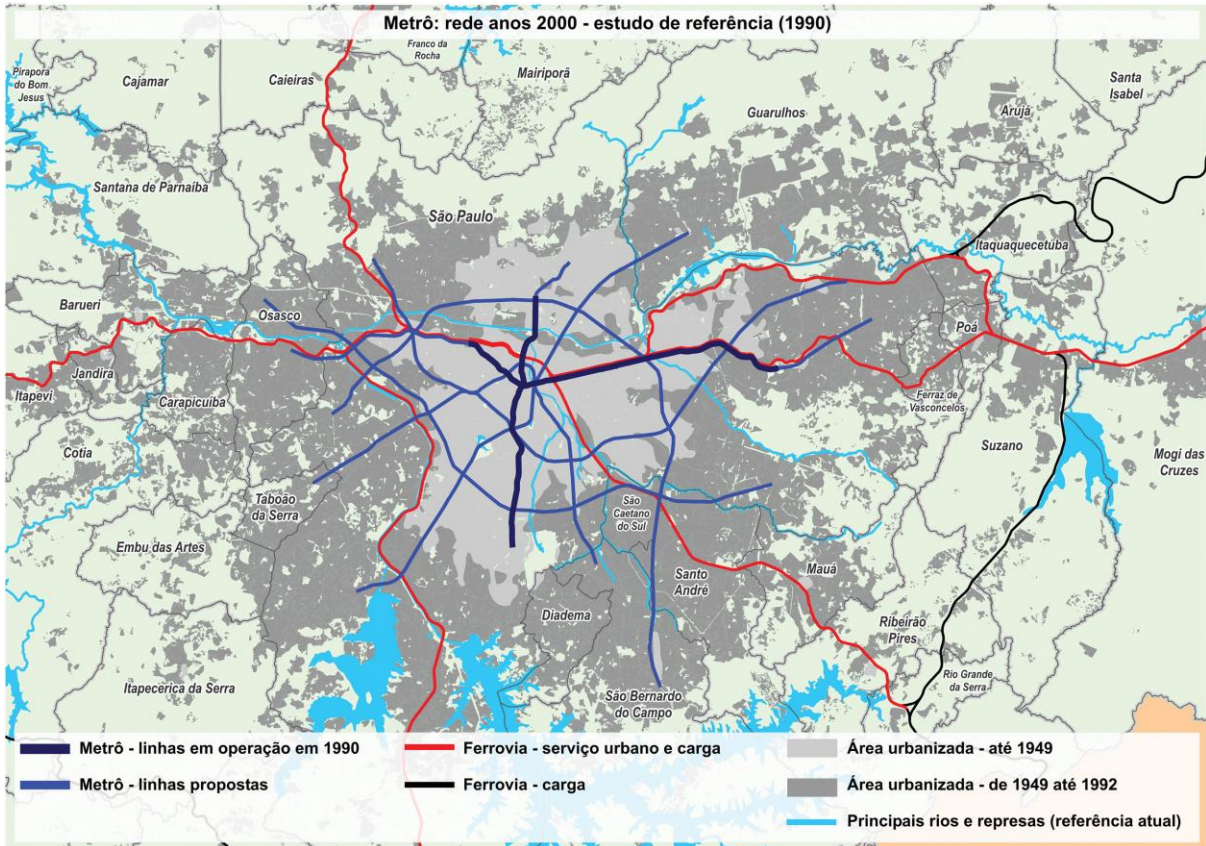 Metrô: rede anos 2000 - estudo de referência (1990)
Franco da
Rocha
Pirapora
do Bom
Jesus
Cajamar
Caieiras
Mairiporã
Santa
Isabel
Guarulhos
Arujá
Santana de Parnaíba
São Paulo
Itaquaquecetuba
Barueri
Osasco
Poá
Jandira
Itapevi
Carapicuiba
Ferraz de
Vasconcelos
Suzano
Cotia
Mogi das
Cruzes
Taboão
da Serra
São
Caetano
do Sul
Embu das Artes
Santo
André
Mauá
Diadema
Ribeirão
Pires
Itapecerica da Serra
São Bernardo
do Campo
Rio Grande
da Serra
Metrô - linhas em operação em 1990
Metrô - linhas propostas
Ferrovia - serviço urbano e carga
Ferrovia - carga
Área urbanizada - até 1949
Área urbanizada - de 1949 até 1992
Principais rios e represas (referência atual)